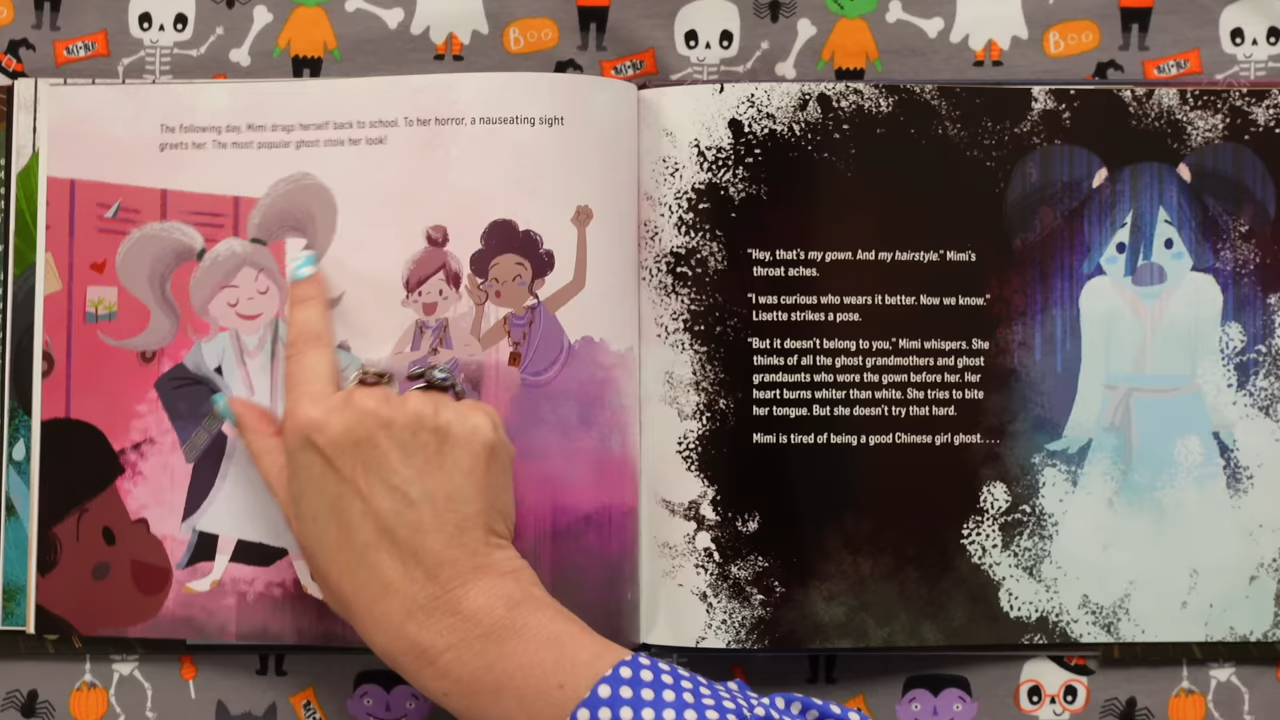 BOO
BOO
The following day, Mimi drags herself back to school. To her horror, a nauseating sight
greets her. The most popular ghost stole her look!
"Hey, that's my gown. And my hairstyle." Mimi's
throat aches.
"I was curious who wears it better. Now we know."
Lisette strikes a pose.
"But it doesn't belong to you," Mimi whispers. She
thinks of all the ghost grandmothers and ghost
grandaunts who wore the gown before her. Her
heart burns whiter than white. She tries to bite
her tongue. But she doesn't try that hard.
Mimi is tired of being a good Chinese girl ghost. . . .